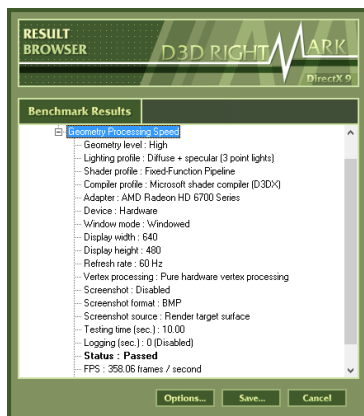 RESULT
BROWSER
D3D RIGHTMARK
DirectX 9
Benchmark Results
Geometry Processing Speed
Geometry level : High
Lighting profile : Diffuse + specular (3 point lights)
Shader profile : Fixed-Function Pipeline
Compiler profile : Microsoft shader compiler (D3DX)
Adapter : AMD Radeon HD 6700 Series
Device : Hardware
Window mode : Windowed
Display width : 640
Display height : 480
Refresh rate : 60 Hz
Vertex processing : Pure hardware vertex processing
Screenshot : Disabled
Screenshot format : BMP
Screenshot source : Render target surface
Testing time (sec.) : 10.00
Logging (sec.) : 0 (Disabled)
Status : Passed
FPS : 358.06 frames / second
Options... Save... Cancel